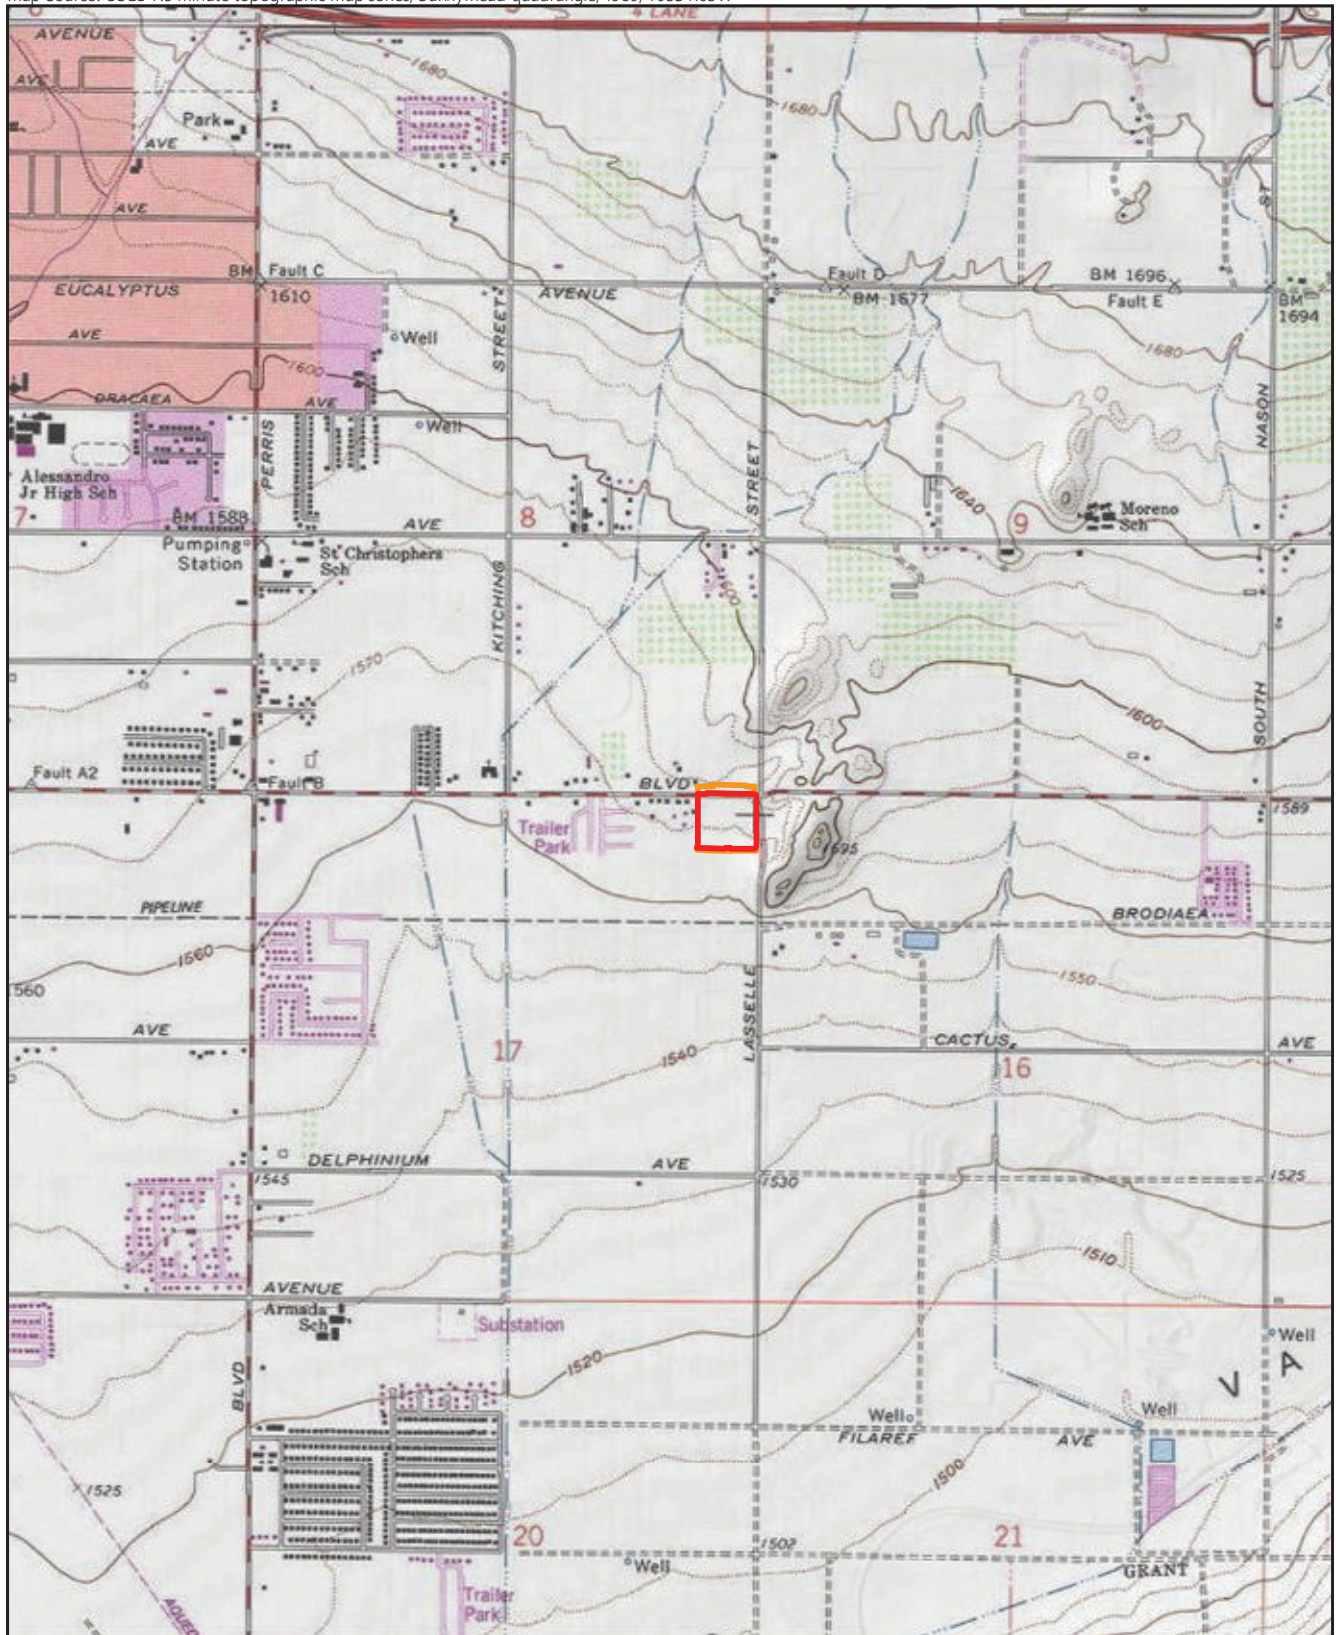 4 LANE
AVENUE
1680
AVE
Park
1680
AVE
AVE
ST
BM Fault C
Fault D
BM 1696
EUCALYPTUS
1610
AVENUE
BM 1677
Fault E
BM
1694
AVE
Well
STREET
1680
1600
DRACAEA
AVE
Well
PERRIS
STREET
NASON
Alessandro
Jr High Sch
1640
Moreno
Sch
7
BM 1588
AVE
8
9
Pumping
Station
St Christophers
Sch
KITCHING
1600
1570
1600
SOUTH
Fault A2
Fault B
BLVD
1589
Trailer
Park
1695
PIPELINE
BRODIAEA
1560
1550
1560
LASSELLE
AVE
CACTUS
AVE
17
1540
16
DELPHINIUM
AVE
1545
1530
1525
1510
AVENUE
Armada
Sch
Substation
Well
1520
BLVD
V
A
Well
Well
FILAREE
AVE
1500
1525
20
1502
21
Well
GRANT
Trailer
Park